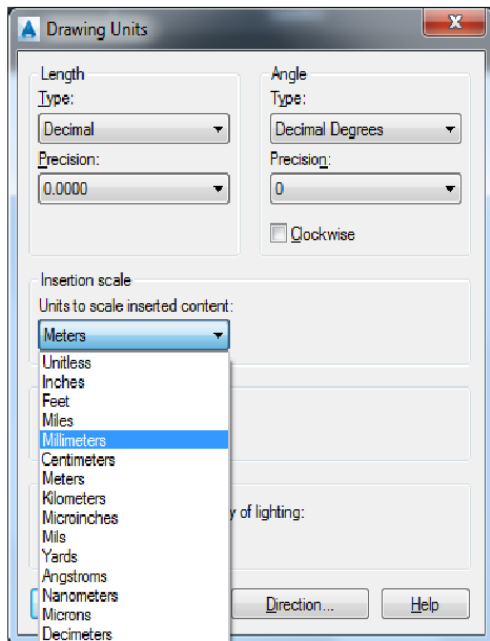 Drawing Units
Length
Type:
Decimal
Precision:
0.0000
Angle
Type:
Decimal Degrees
Precision:
0
Clockwise
Insertion scale
Units to scale inserted content:
Meters
Unitless
Inches
Feet
Miles
Millimeters
Centimeters
Meters
Kilometers
Microinches
Mils
Yards
Angstroms
Nanometers
Microns
Decimeters
of lighting:
Direction...
Help